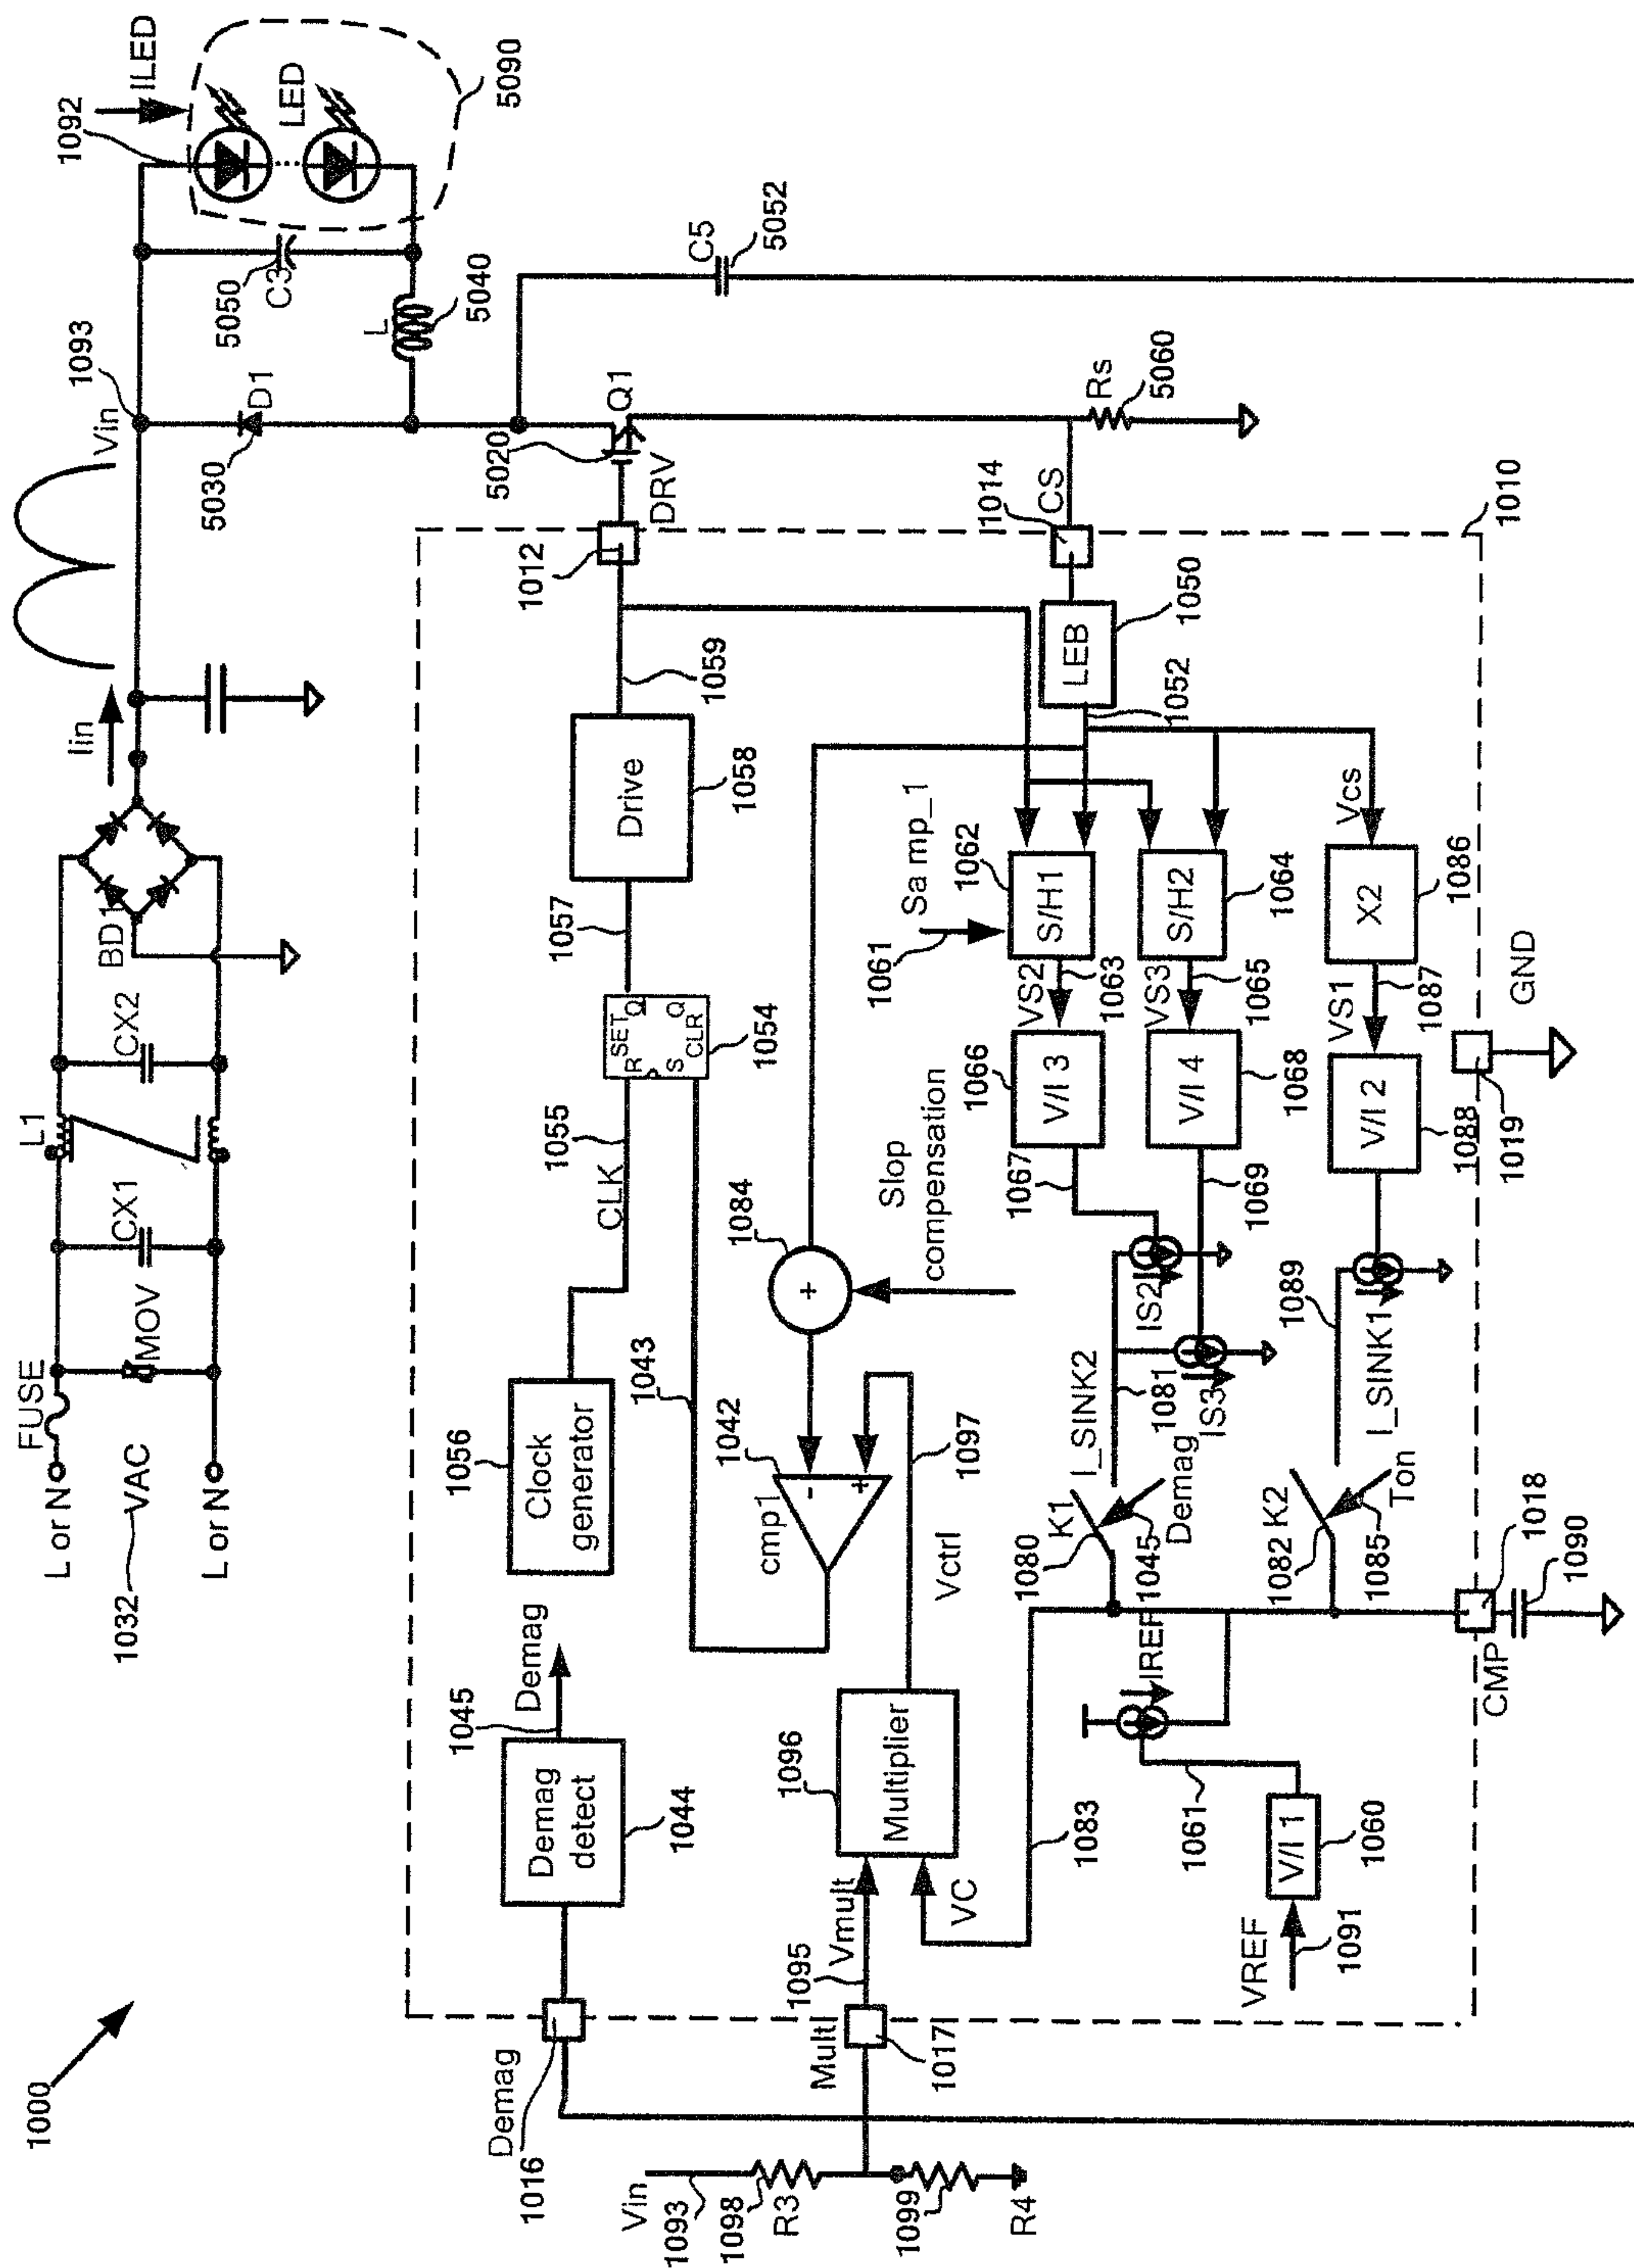 1000
L or N
FUSE
1032
VAC
L or N
MOV
CX1
L1
CX2
BD1
Iin
Vin
1093
5030
D1
5050
C3
L
5040
1092
ILED
LED
5090
C5
5052
5020
Q1
DRV
1012
1014
CS
Rs
5060
1010
Demag
1016
Demag
detect
1044
1045
Demag
1056
Clock
generator
CLK
1055
R
SET
Q
S
CLR
Q
1054
1057
Drive
1058
1059
1043
1042
cmp1
-
+
1084
+
Slop
compensation
LEB
1050
1052
Vin
1093
1098
R3
1099
R4
Multi
1017
1095
Vmult
VC
1096
Multiplier
Vctrl
1097
1083
Sa mp_1
1061
1062
S/H1
VS2
1063
1066
V/I 3
1067
S/H2
1064
VS3
1065
V/I 4
1068
1069
Vcs
X2
1086
VS1
1087
V/I 2
1088
IS2
IS3
I_SINK2
1081
K1
1080
1045
Demag
1089
I_SINK1
K2
1082
1085
Ton
VREF
1091
V/I 1
1060
1061
IREF
CMP
1018
1090
1019
GND